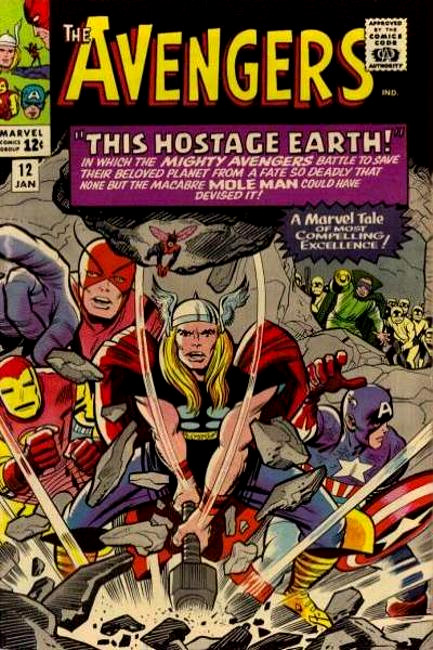 THE AVENGERS
IND.
APPROVED
BY THE
COMICS
CODE
CA
AUTHORITY
MARVEL
COMICS
GROUP
12¢
12
JAN
"THIS HOSTAGE EARTH!"
IN WHICH THE MIGHTY AVENGERS BATTLE TO SAVE
THEIR BELOVED PLANET FROM A FATE SO DEADLY THAT
NONE BUT THE MACABRE MOLE MAN COULD HAVE
DEVISED IT!
A MARVEL TALE
OF MOST
COMPELLING
EXCELLENCE!
A